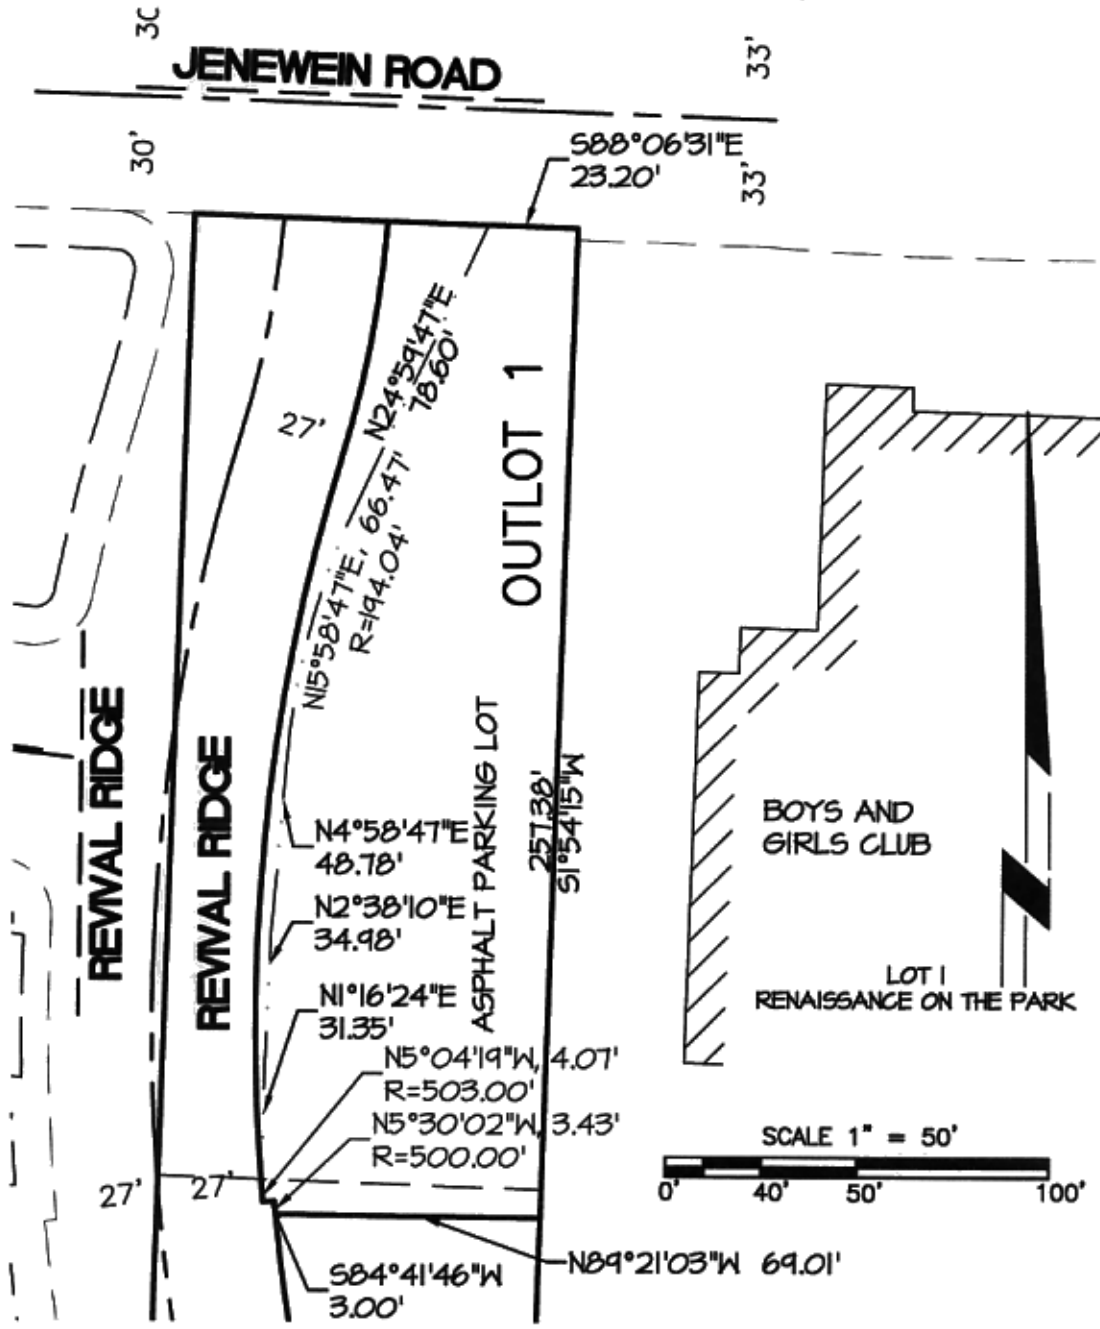 30'
33'
JENEWEIN ROAD
30'
33'
S88°06'31"E
23.20'
N24°59'47"E
78.60'
27'
N15°58'47"E, 66.47'
R=194.04'
OUTLOT 1
REVIVAL RIDGE
REVIVAL RIDGE
ASPHALT PARKING LOT
257.38'
S1°54'15"W
N4°58'47"E
48.78'
N2°38'10"E
34.98'
N1°16'24"E
31.35'
N5°04'19"W, 4.07'
R=503.00'
N5°30'02"W, 3.43'
R=500.00'
27'
27'
S84°41'46"W
3.00'
N89°21'03"W 69.01'
BOYS AND
GIRLS CLUB
LOT 1
RENAISSANCE ON THE PARK
SCALE 1" = 50'
0' 40' 50' 100'